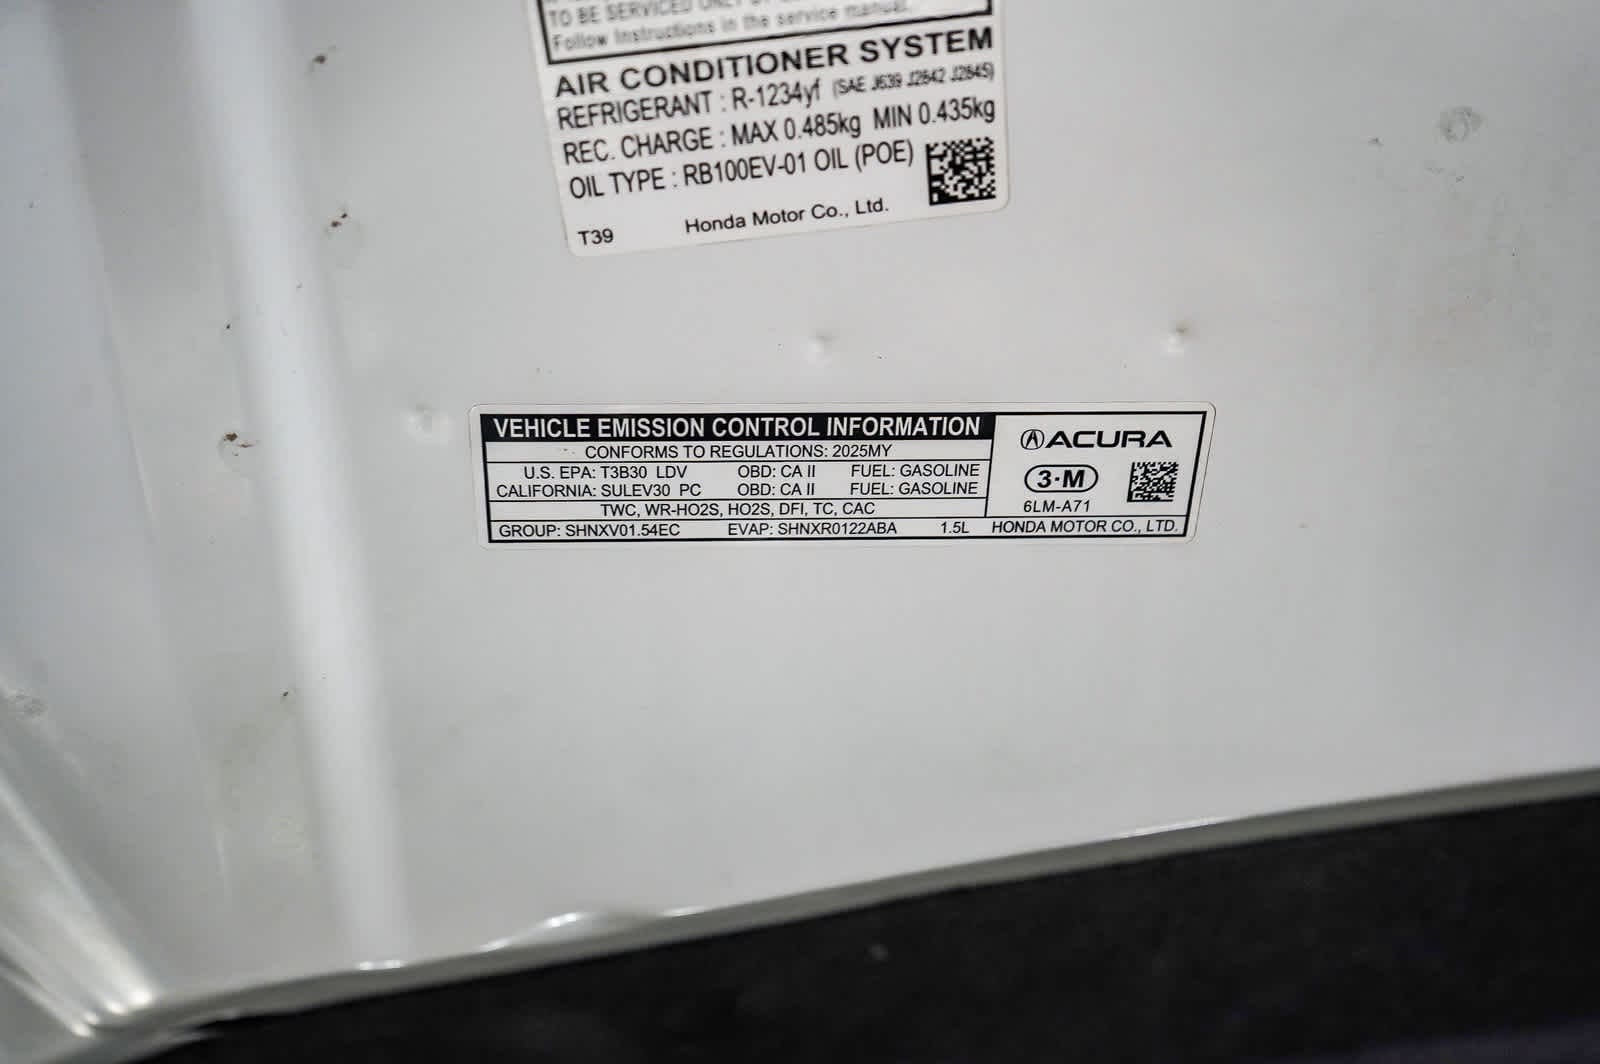 TO BE SERVICED ONLY BY
Follow Instructions in the service manual.
AIR CONDITIONER SYSTEM
REFRIGERANT : R-1234yf (SAE J639 J2842 J2845)
REC. CHARGE : MAX 0.485kg MIN 0.435kg
OIL TYPE : RB100EV-01 OIL (POE)
T39 Honda Motor Co., Ltd.
VEHICLE EMISSION CONTROL INFORMATION
CONFORMS TO REGULATIONS: 2025MY
U.S. EPA: T3B30 LDV OBD: CA II FUEL: GASOLINE
CALIFORNIA: SULEV30 PC OBD: CA II FUEL: GASOLINE
TWC, WR-HO2S, HO2S, DFI, TC, CAC
GROUP: SHNXV01.54EC EVAP: SHNXR0122ABA 1.5L
ACURA
3·M
6LM-A71
HONDA MOTOR CO., LTD.